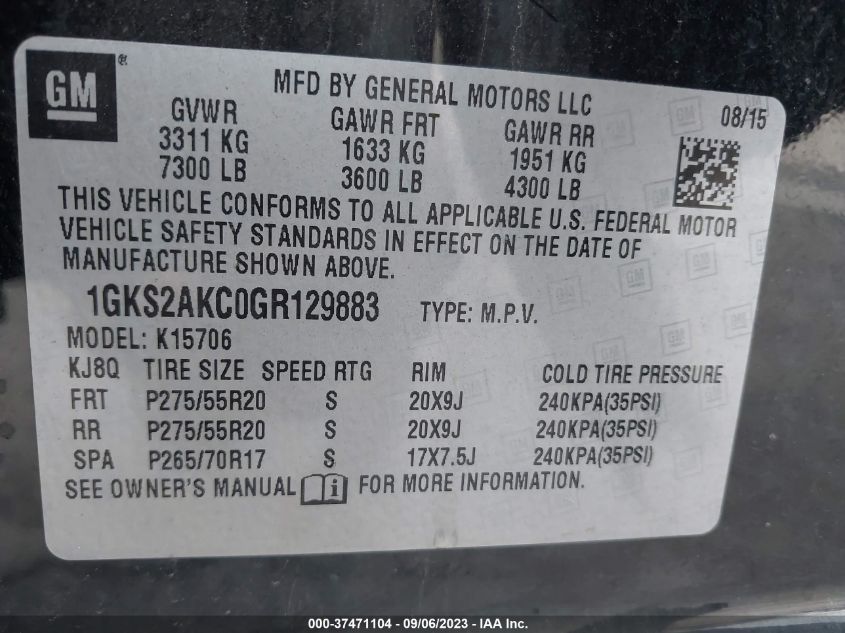 GM®
MFD BY GENERAL MOTORS LLC
08/15
GVWR GAWR FRT GAWR RR
3311 KG 1633 KG 1951 KG
7300 LB 3600 LB 4300 LB
THIS VEHICLE CONFORMS TO ALL APPLICABLE U.S. FEDERAL MOTOR
VEHICLE SAFETY STANDARDS IN EFFECT ON THE DATE OF
MANUFACTURE SHOWN ABOVE.
1GKS2AKC0GR129883 TYPE: M.P.V.
MODEL: K15706
KJ8Q TIRE SIZE SPEED RTG RIM COLD TIRE PRESSURE
FRT P275/55R20 S 20X9J 240KPA(35PSI)
RR P275/55R20 S 20X9J 240KPA(35PSI)
SPA P265/70R17 S 17X7.5J 240KPA(35PSI)
SEE OWNER'S MANUAL i FOR MORE INFORMATION.
000-37471104 - 09/06/2023 - IAA Inc.